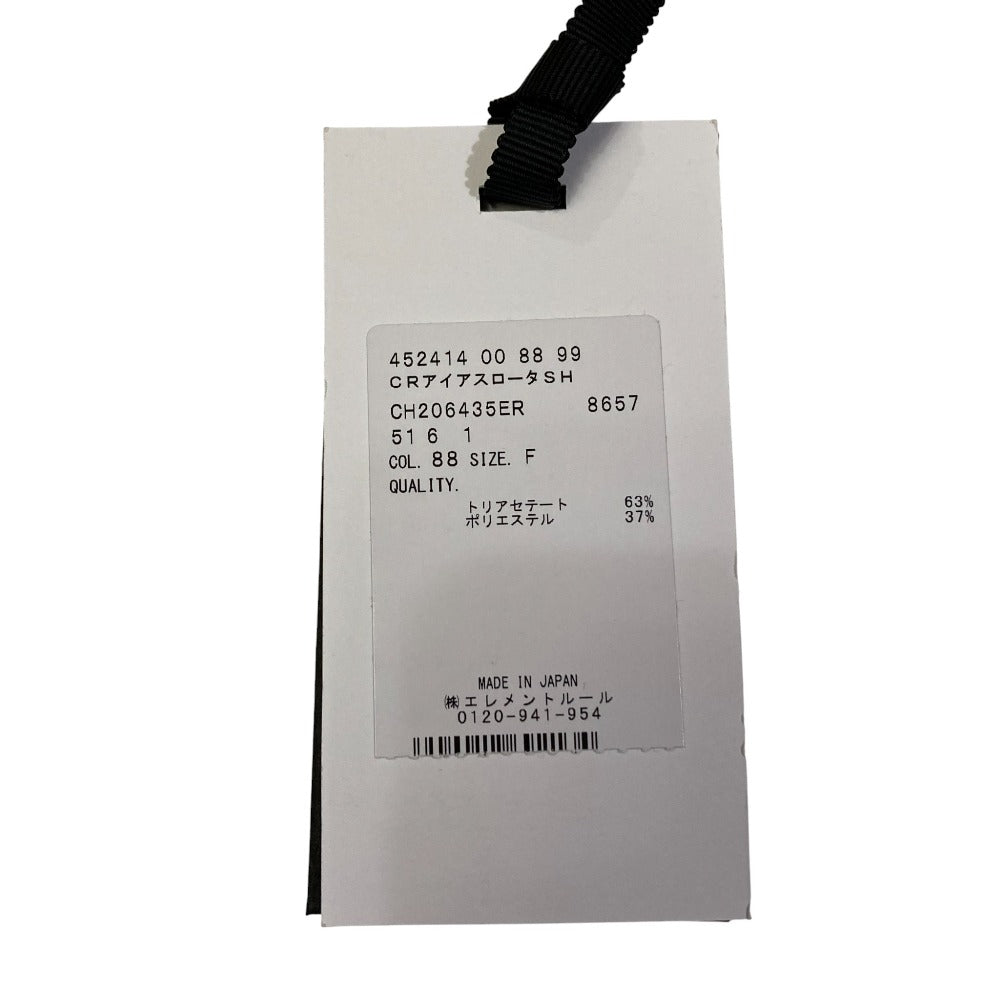 452414 00 88 99
CRアイアスロータSH
CH206435ER 8657
51 6 1
COL. 88 SIZE. F
QUALITY.
トリアセテート 63%
ポリエステル 37%
MADE IN JAPAN
㈱エレメントルール
0120-941-954